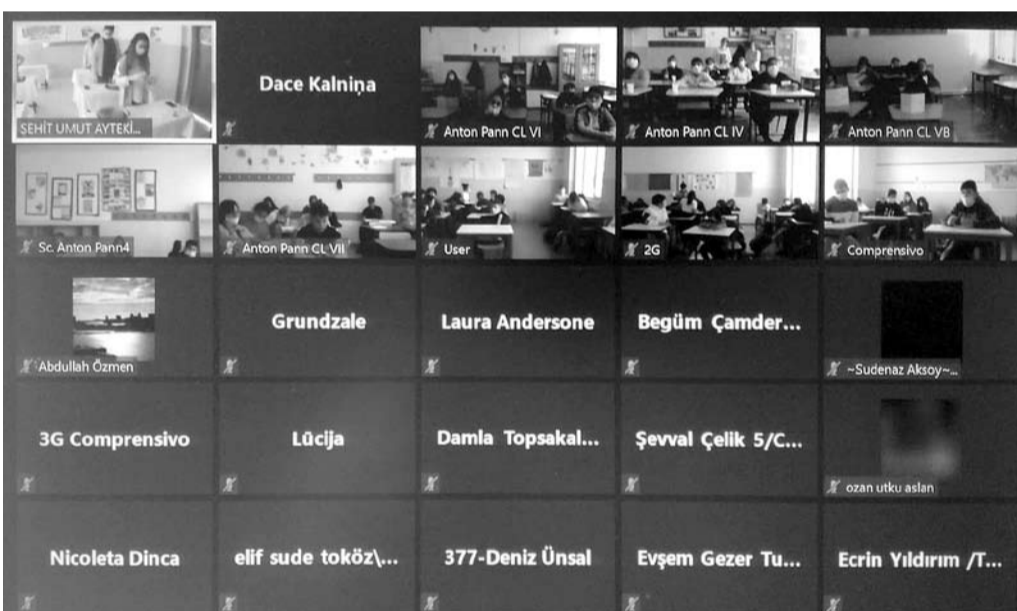 ŞEHİT UMUT AYTEKİ...
Dace Kalniņa
Anton Pann CL VI
Anton Pann CL IV
Anton Pann CL VB
Sc. Anton Pann4
Anton Pann CL VII
User
2G
Comprensivo
Abdullah Özmen
Grundzale
Laura Andersone
Begüm Çamder...
~Sudenaz Aksoy~...
3G Comprensivo
Lūcija
Damla Topsakal...
Şevval Çelik 5/C...
ozan utku aslan
Nicoleta Dinca
elif sude toköz\...
377-Deniz Ünsal
Evşem Gezer Tu...
Ecrin Yıldırım /T...